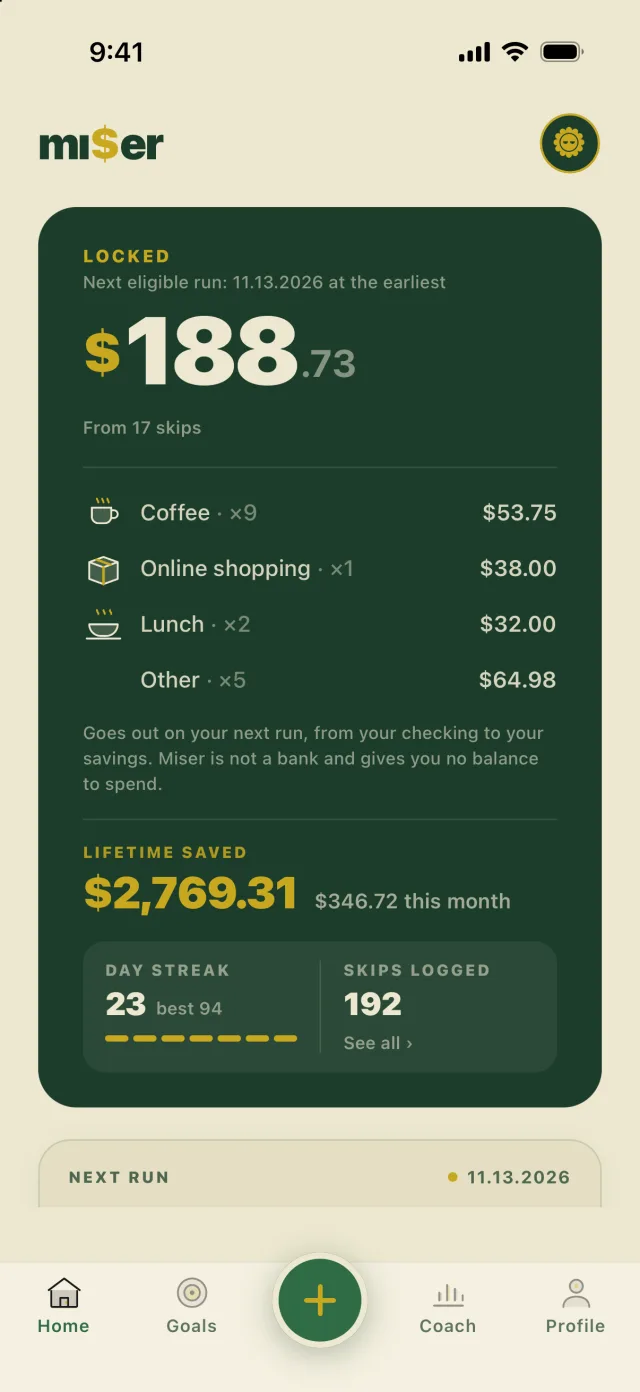 9:41
mi$er
LOCKED
Next eligible run: 11.13.2026 at the earliest
$188.73
From 17 skips
Coffee · ×9 $53.75
Online shopping · ×1 $38.00
Lunch · ×2 $32.00
Other · ×5 $64.98
Goes out on your next run, from your checking to your
savings. Miser is not a bank and gives you no balance
to spend.
LIFETIME SAVED
$2,769.31 $346.72 this month
DAY STREAK SKIPS LOGGED
23 best 94 192
See all ›
NEXT RUN 11.13.2026
Home Goals + Coach Profile